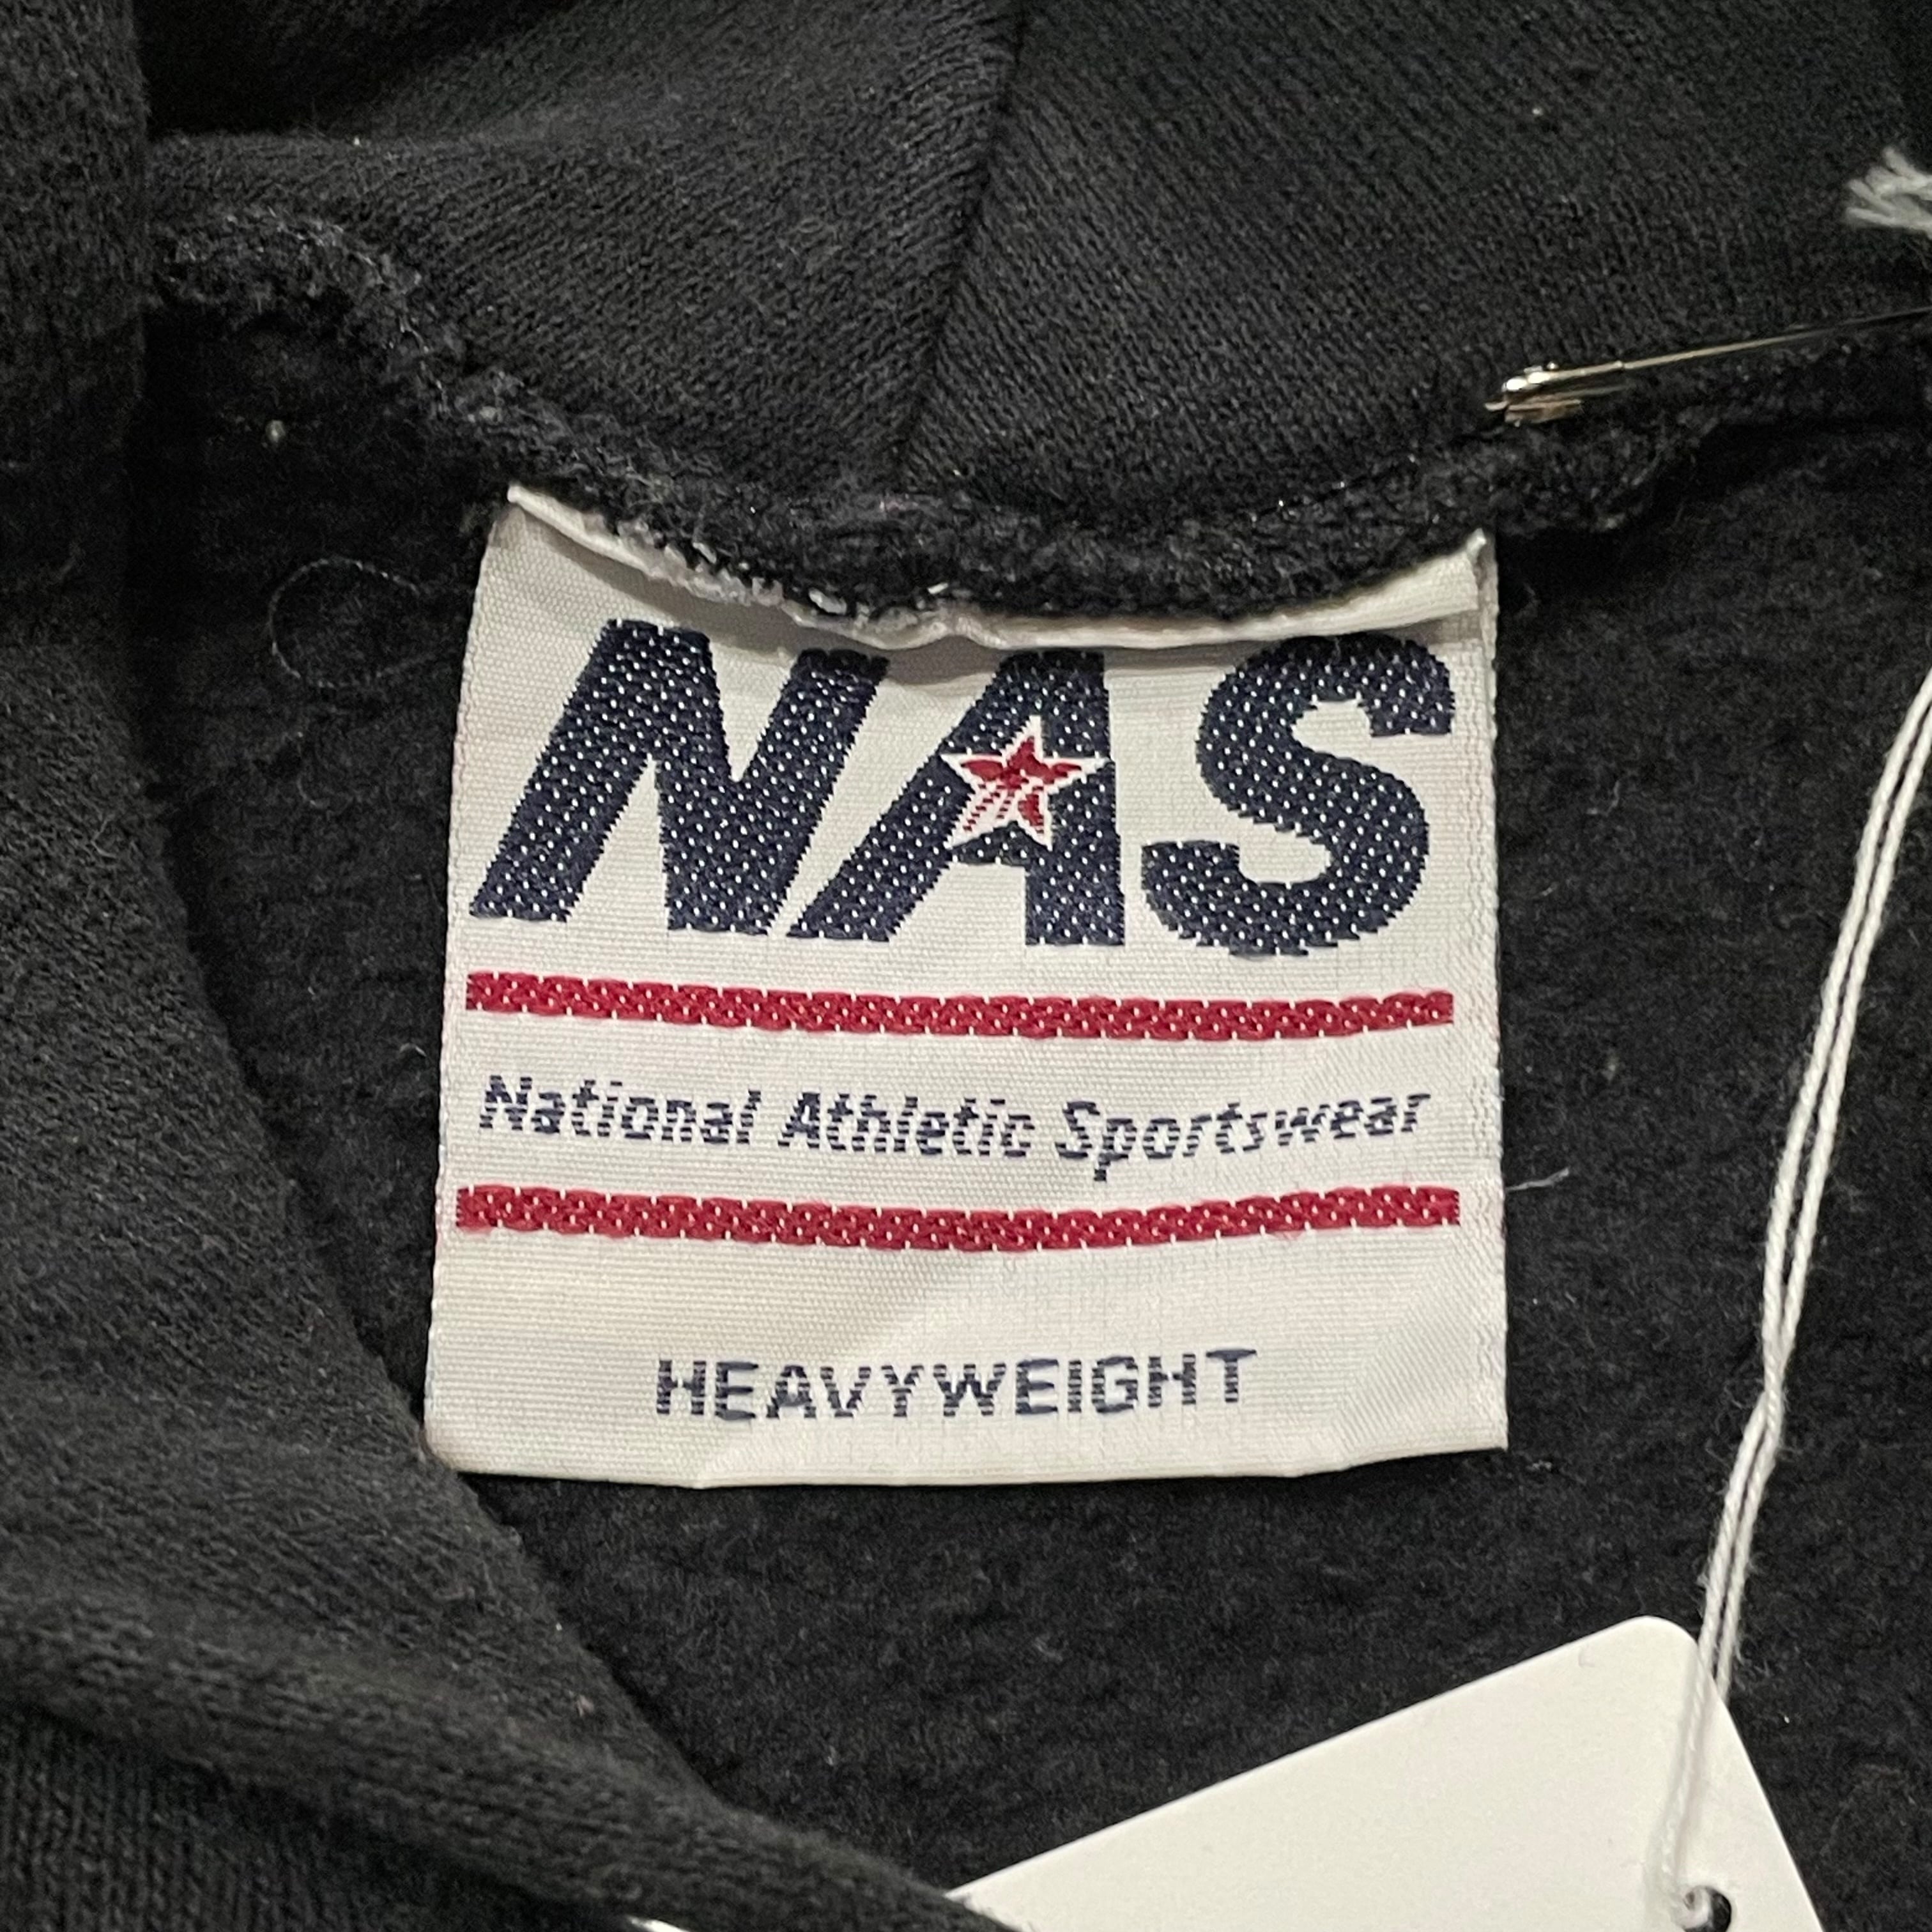 NAS
National Athletic Sportswear
HEAVYWEIGHT